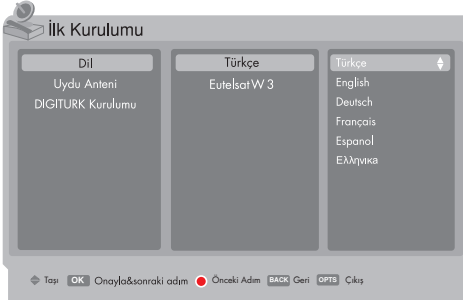 İlk Kurulumu
Dil
Uydu Anteni
DIGITURK Kurulumu
Türkçe
Eutelsat W 3
Türkçe
English
Deutsch
Français
Espanol
Ελληνικα
Taşı OK Onayla&sonraki adım Önceki Adım BACK Geri OPTS Çıkış